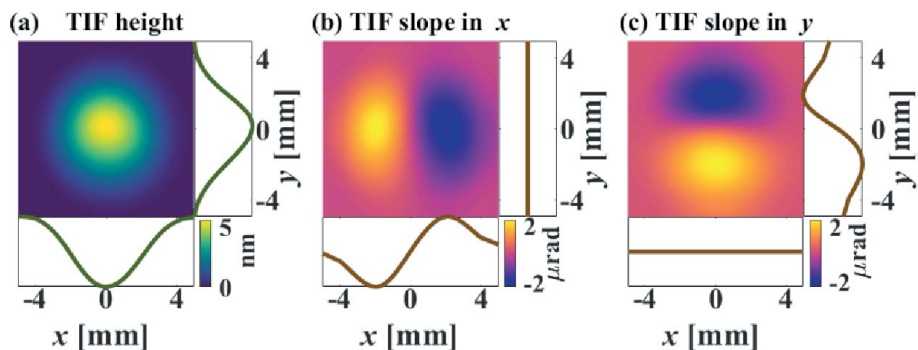 (a) TIF height
4
0
-4
y [mm]
5
0
nm
-4 0 4
x [mm]
(b) TIF slope in x
4
0
-4
y [mm]
2
-2
μrad
-4 0 4
x [mm]
(c) TIF slope in y
4
0
-4
y [mm]
2
-2
μrad
-4 0 4
x [mm]